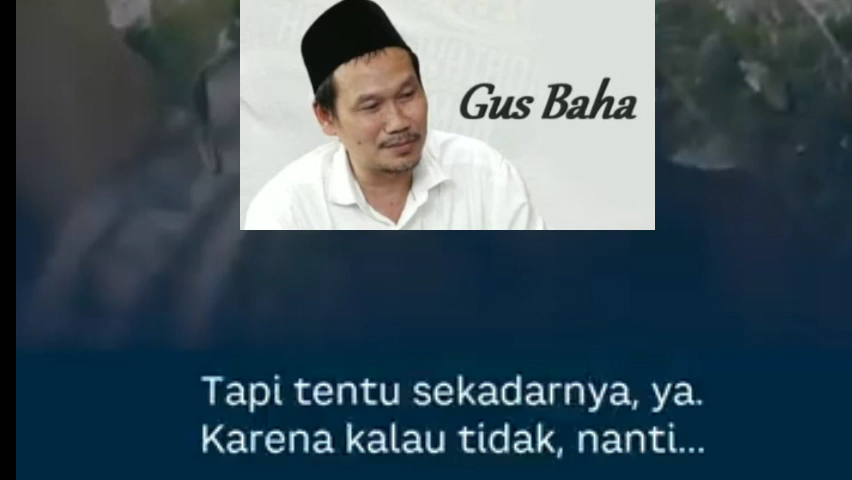 Gus Baha
Tapi tentu sekadarnya, ya.
Karena kalau tidak, nanti...